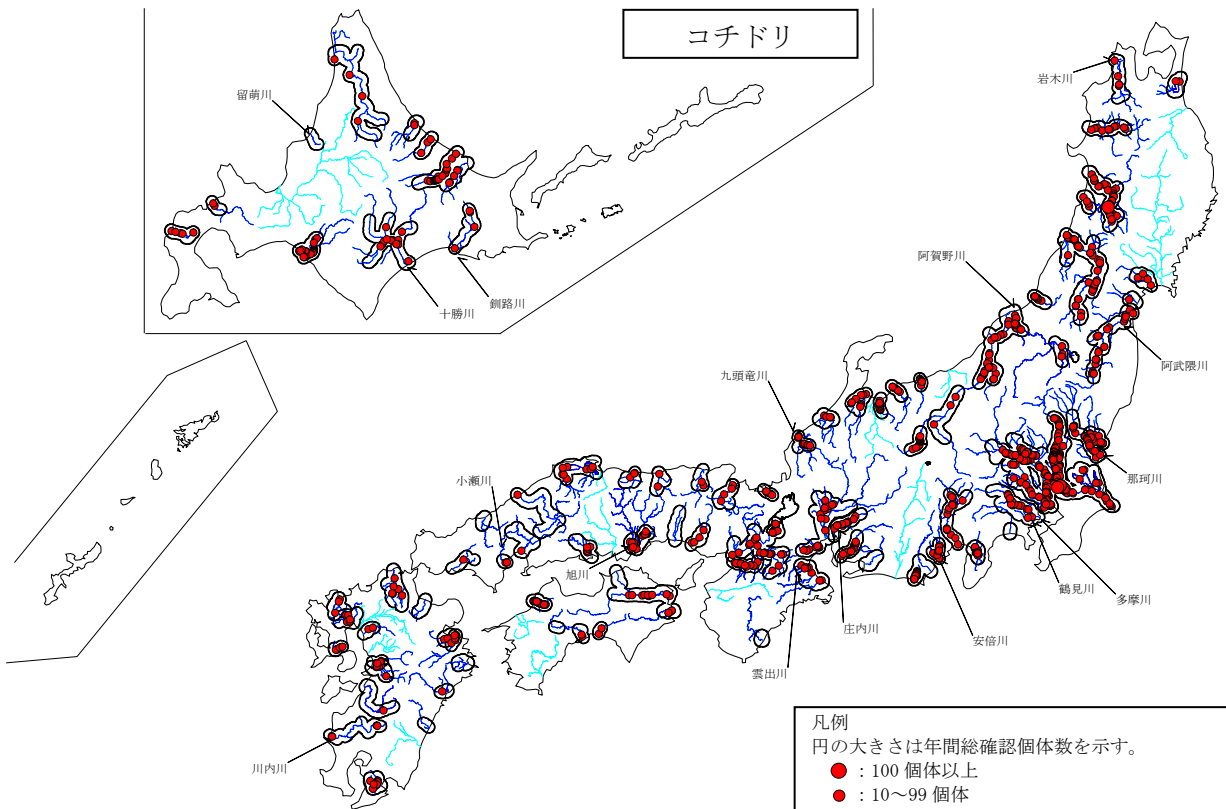 コチドリ
留萌川
岩木川
阿賀野川
釧路川
十勝川
阿武隈川
九頭竜川
小瀬川
那珂川
旭川
鶴見川
多摩川
庄内川
安倍川
雲出川
川内川
凡例
円の大きさは年間総確認個体数を示す。
：100 個体以上
：10～99 個体